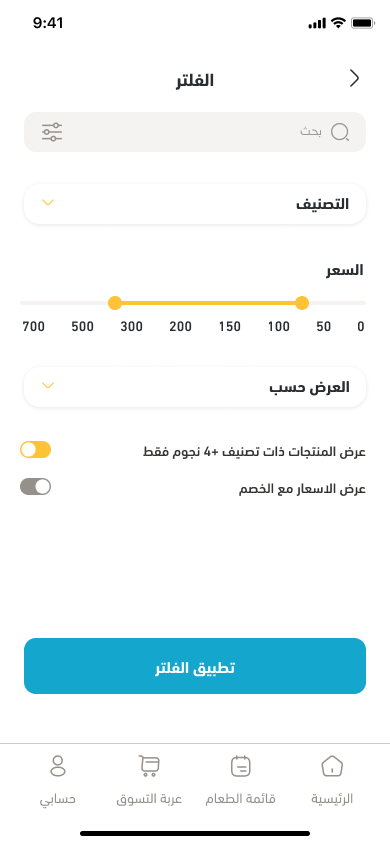 9:41
الفلتر
بحث
التصنيف
السعر
0 50 100 150 200 300 500 700
العرض حسب
عرض المنتجات ذات تصنيف +4 نجوم فقط
عرض الاسعار مع الخصم
تطبيق الفلتر
الرئيسية قائمة الطعام عربة التسوق حسابي